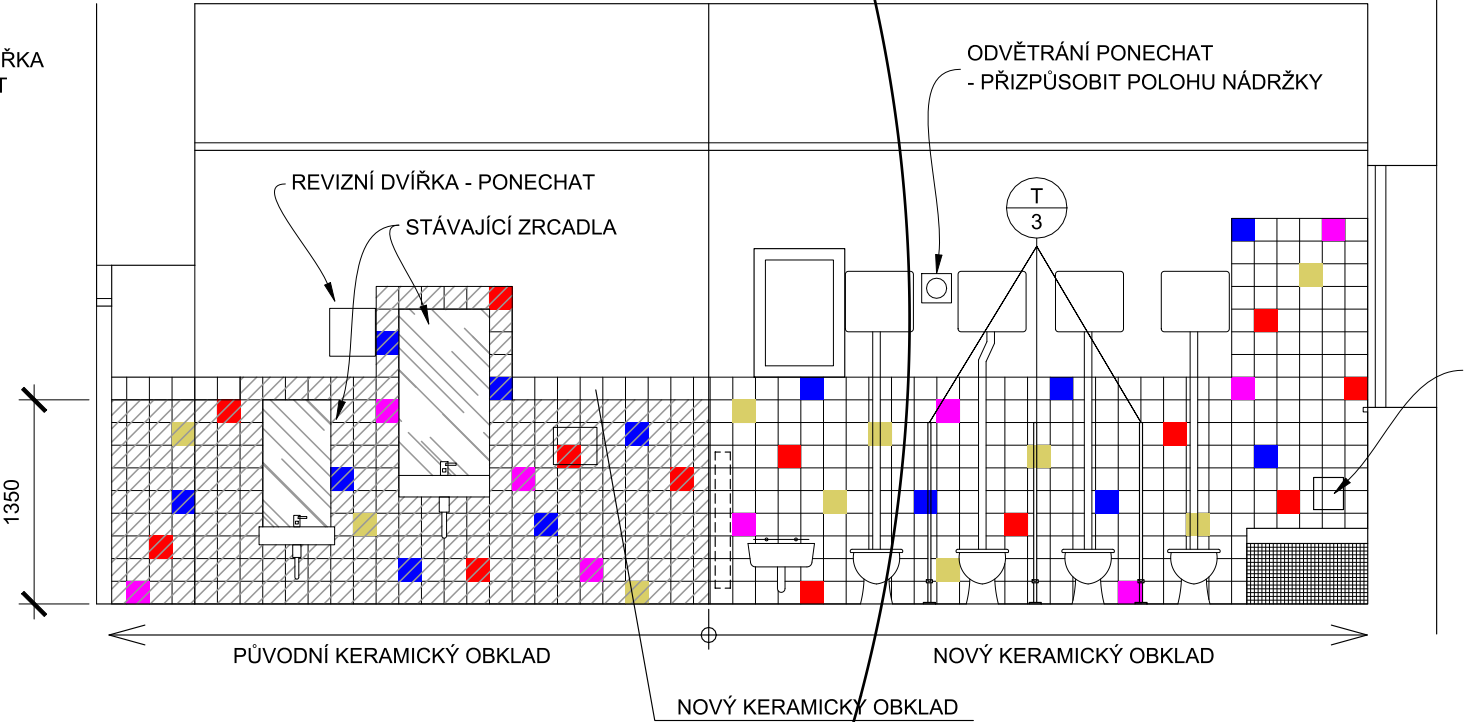 ŘKA
T
ODVĚTRÁNÍ PONECHAT
- PŘIZPŮSOBIT POLOHU NÁDRŽKY
REVIZNÍ DVÍŘKA - PONECHAT
STÁVAJÍCÍ ZRCADLA
T
3
1350
PŮVODNÍ KERAMICKÝ OBKLAD
NOVÝ KERAMICKÝ OBKLAD
NOVÝ KERAMICKÝ OBKLAD